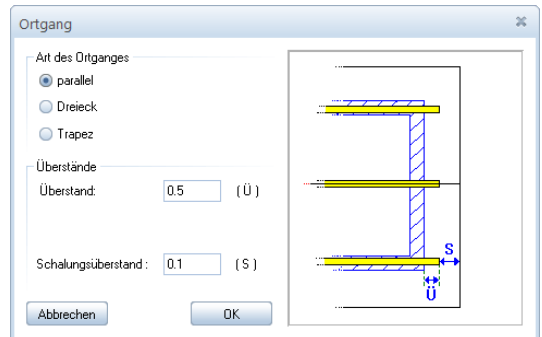 Ortgang
Art des Ortganges
parallel
Dreieck
Trapez
Überstände
Überstand: 0.5 ( Ü )
Schalungsüberstand : 0.1 ( S )
Abbrechen OK
S
Ü